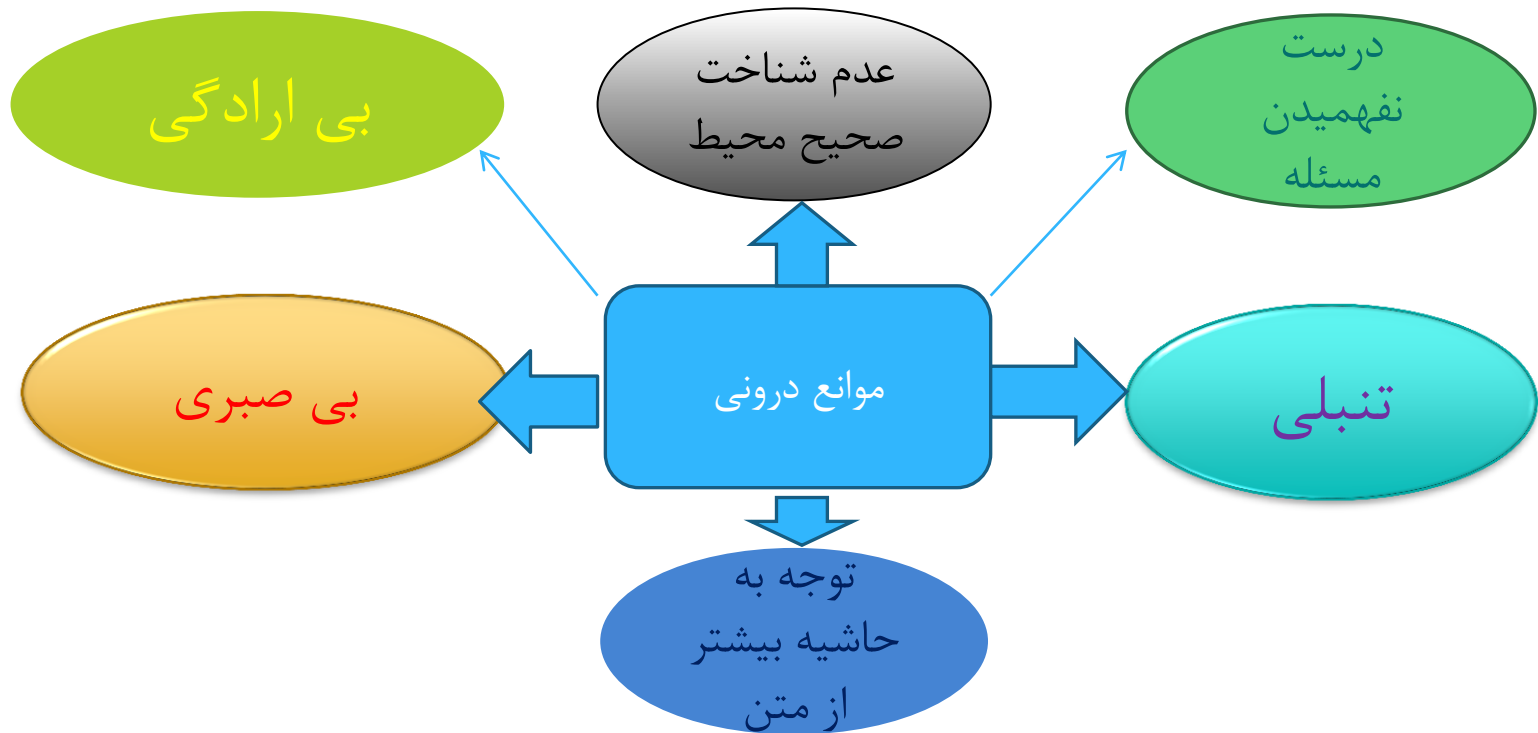 درست
نفهمیدن
مسئله
عدم شناخت
صحیح محیط
بی ارادگی
تنبلی
موانع درونی
بی صبری
توجه به
حاشیه بیشتر
از متن